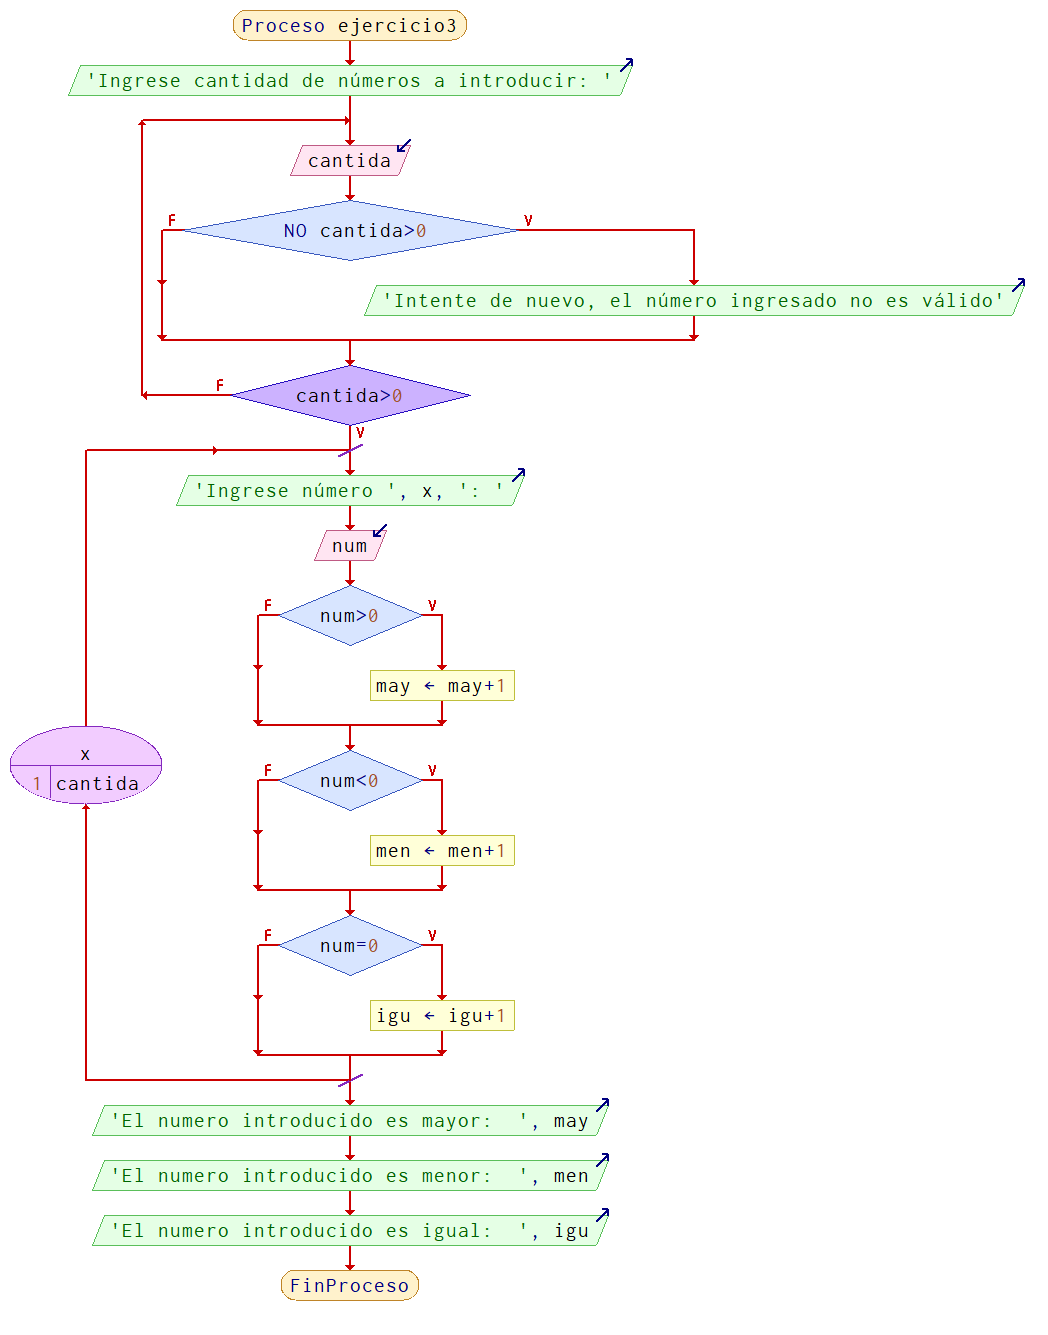 Proceso ejercicio3
'Ingrese cantidad de números a introducir: '
cantida
F
NO cantida>0
V
'Intente de nuevo, el número ingresado no es válido'
F
cantida>0
V
'Ingrese número ', x, ': '
num
F
num>0
V
may ← may+1
x
1 cantida
F
num<0
V
men ← men+1
F
num=0
V
igu ← igu+1
'El numero introducido es mayor:  ', may
'El numero introducido es menor:  ', men
'El numero introducido es igual:  ', igu
FinProceso